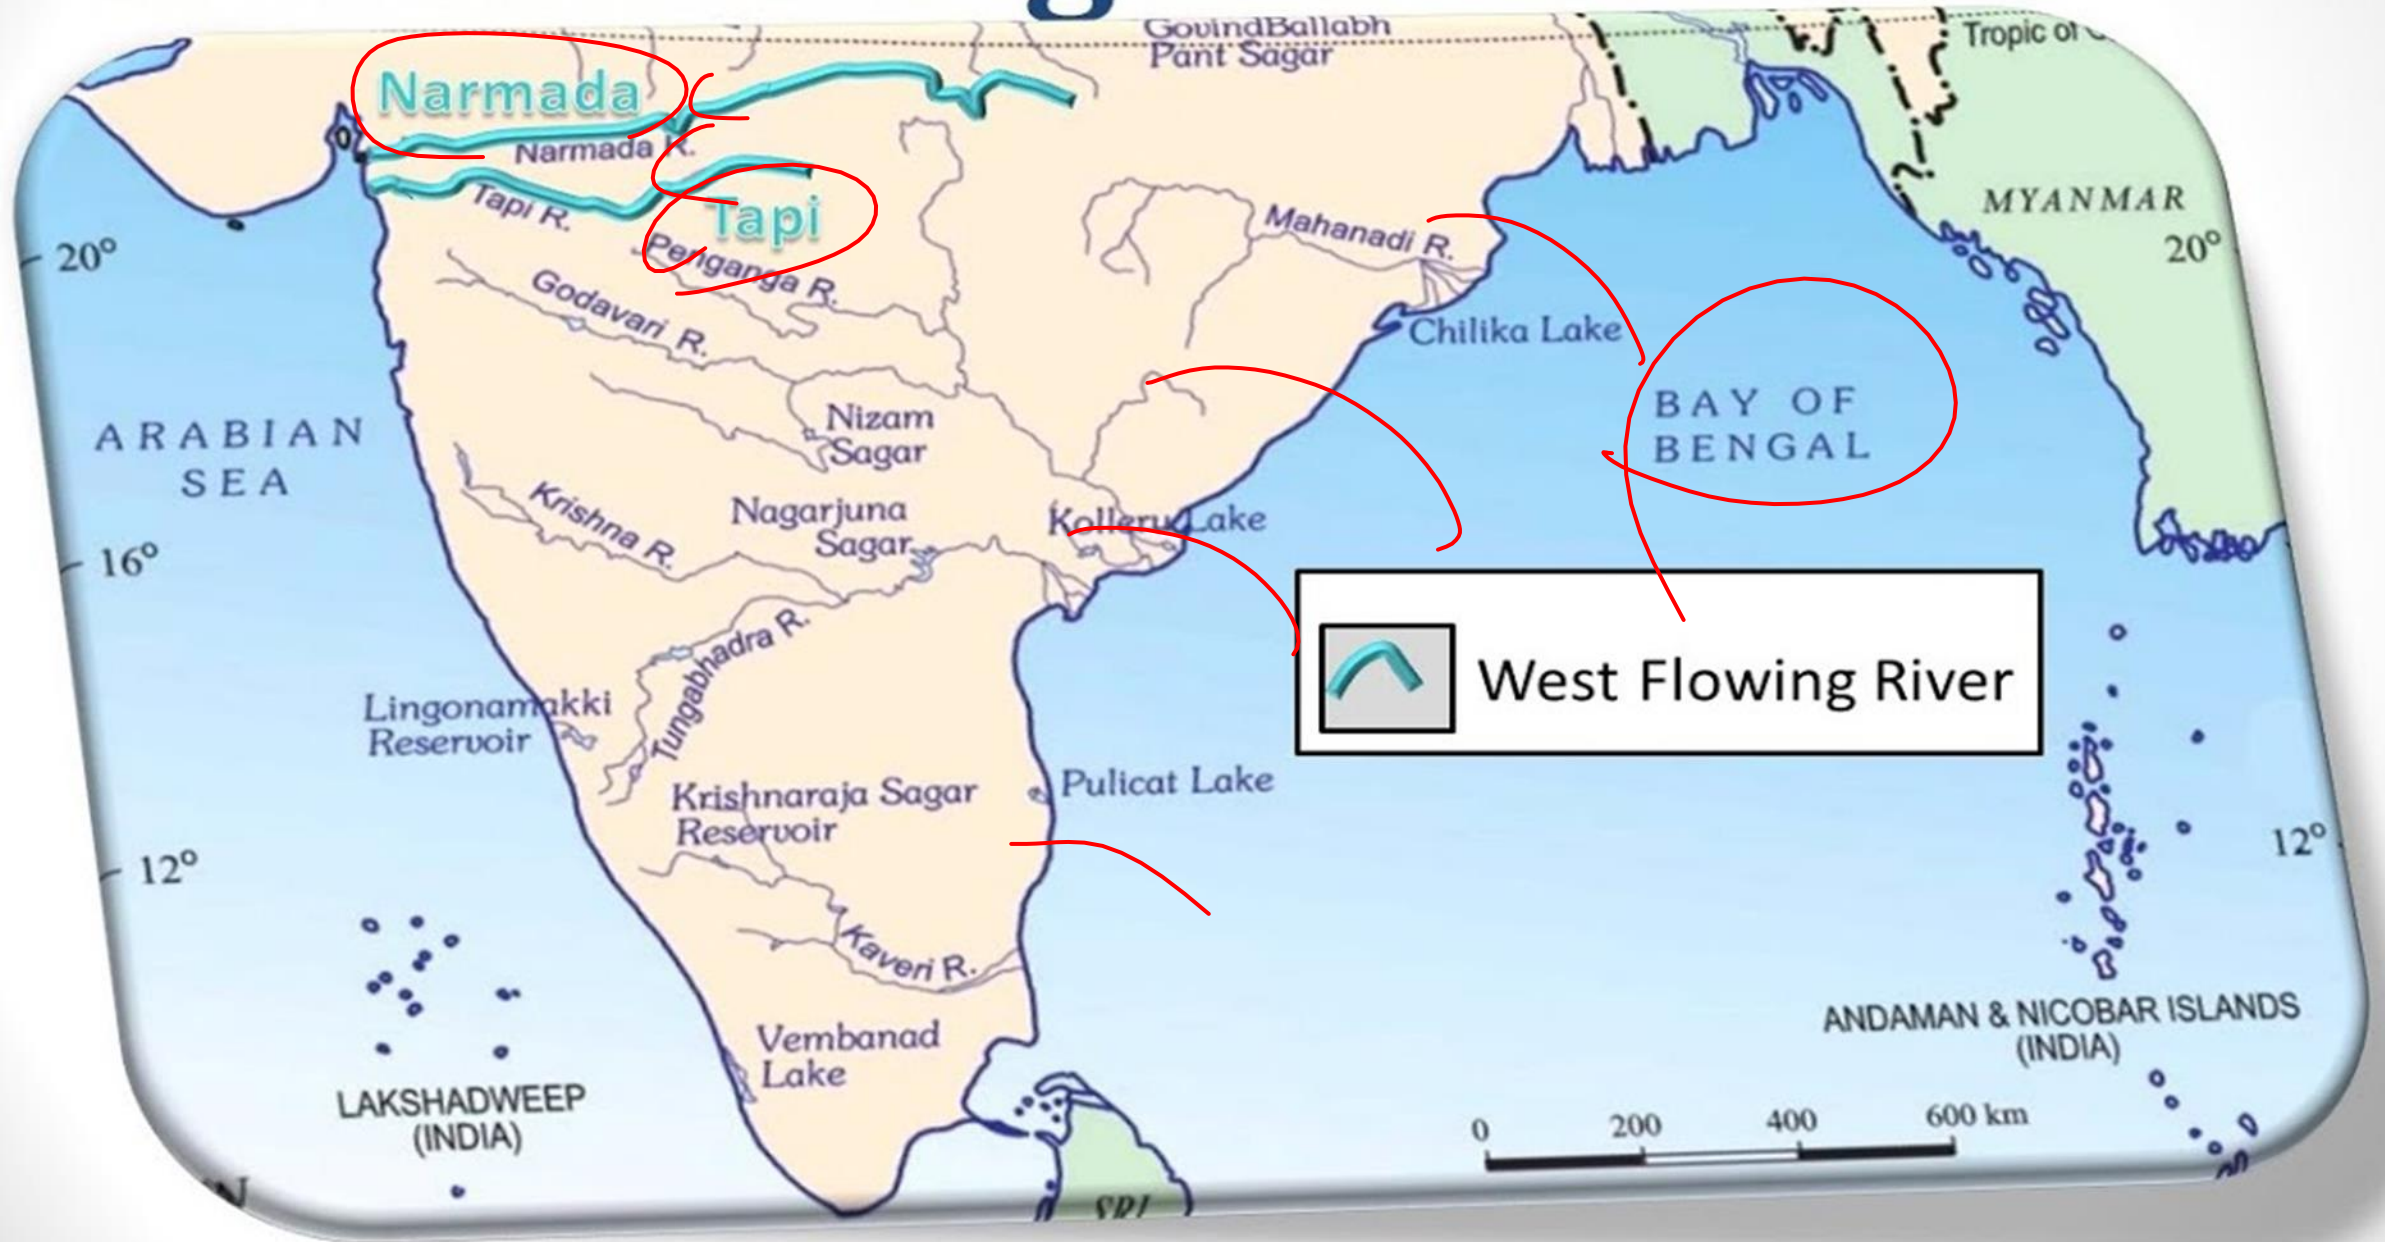 GovindBallabh
Pant Sagar
Tropic of
Narmada
Narmada R.
Tapi R.
Tapi
MYANMAR
20°
20°
Mahanadi R.
Penganga R.
Godavari R.
Chilika Lake
ARABIAN
SEA
BAY OF
BENGAL
Nizam
Sagar
Krishna R.
Nagarjuna
Sagar
Kolleru Lake
16°
West Flowing River
Tungabhadra R.
Lingonamakki
Reservoir
Krishnaraja Sagar
Reservoir
Pulicat Lake
12°
12°
Kaveri R.
Vembanad
Lake
LAKSHADWEEP
(INDIA)
ANDAMAN & NICOBAR ISLANDS
(INDIA)
0 200 400 600 km
SRI